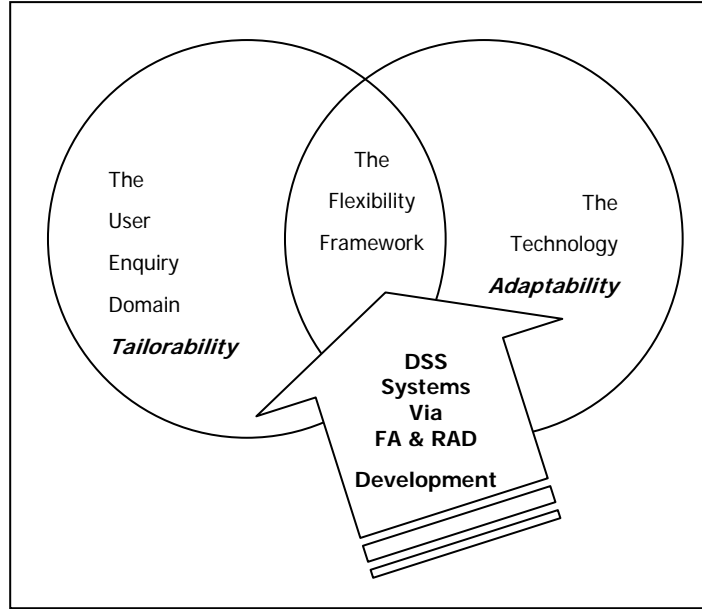 The
User
Enquiry
Domain
Tailorability
The
Flexibility
Framework
The
Technology
Adaptability
DSS
Systems
Via
FA & RAD
Development